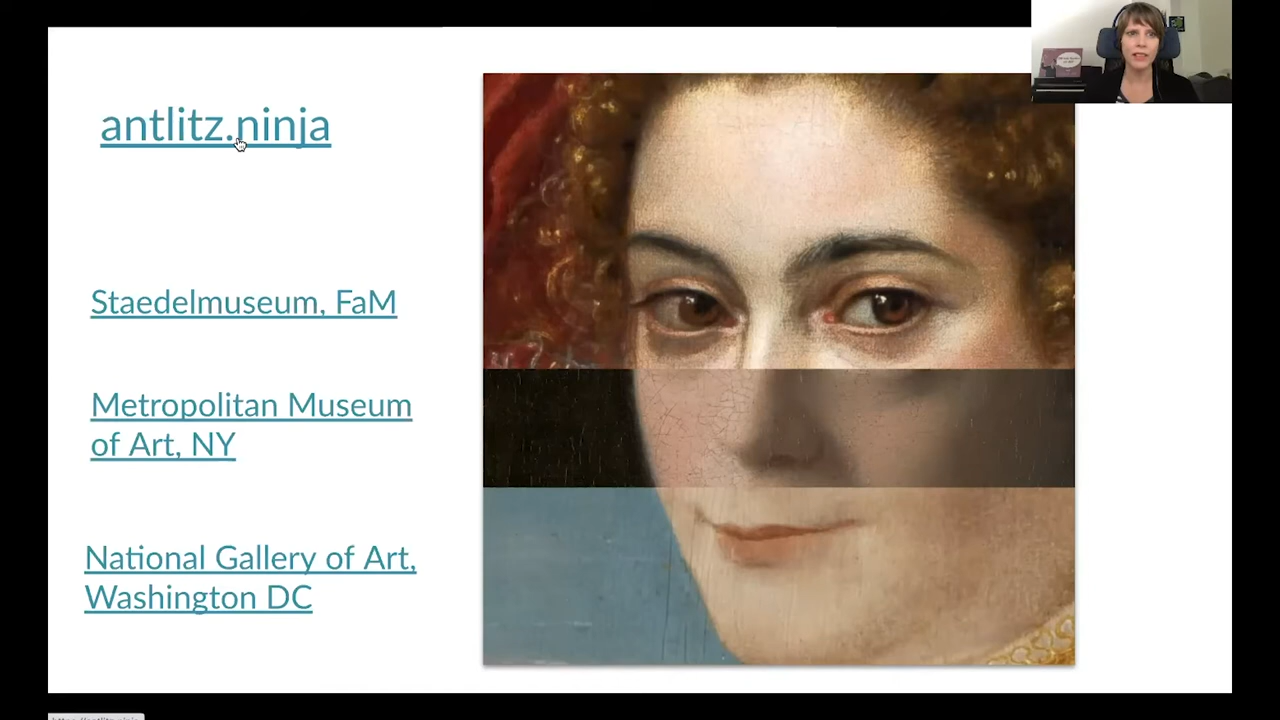 antlitz.ninja
Staedelmuseum, FaM
Metropolitan Museum
of Art, NY
National Gallery of Art,
Washington DC